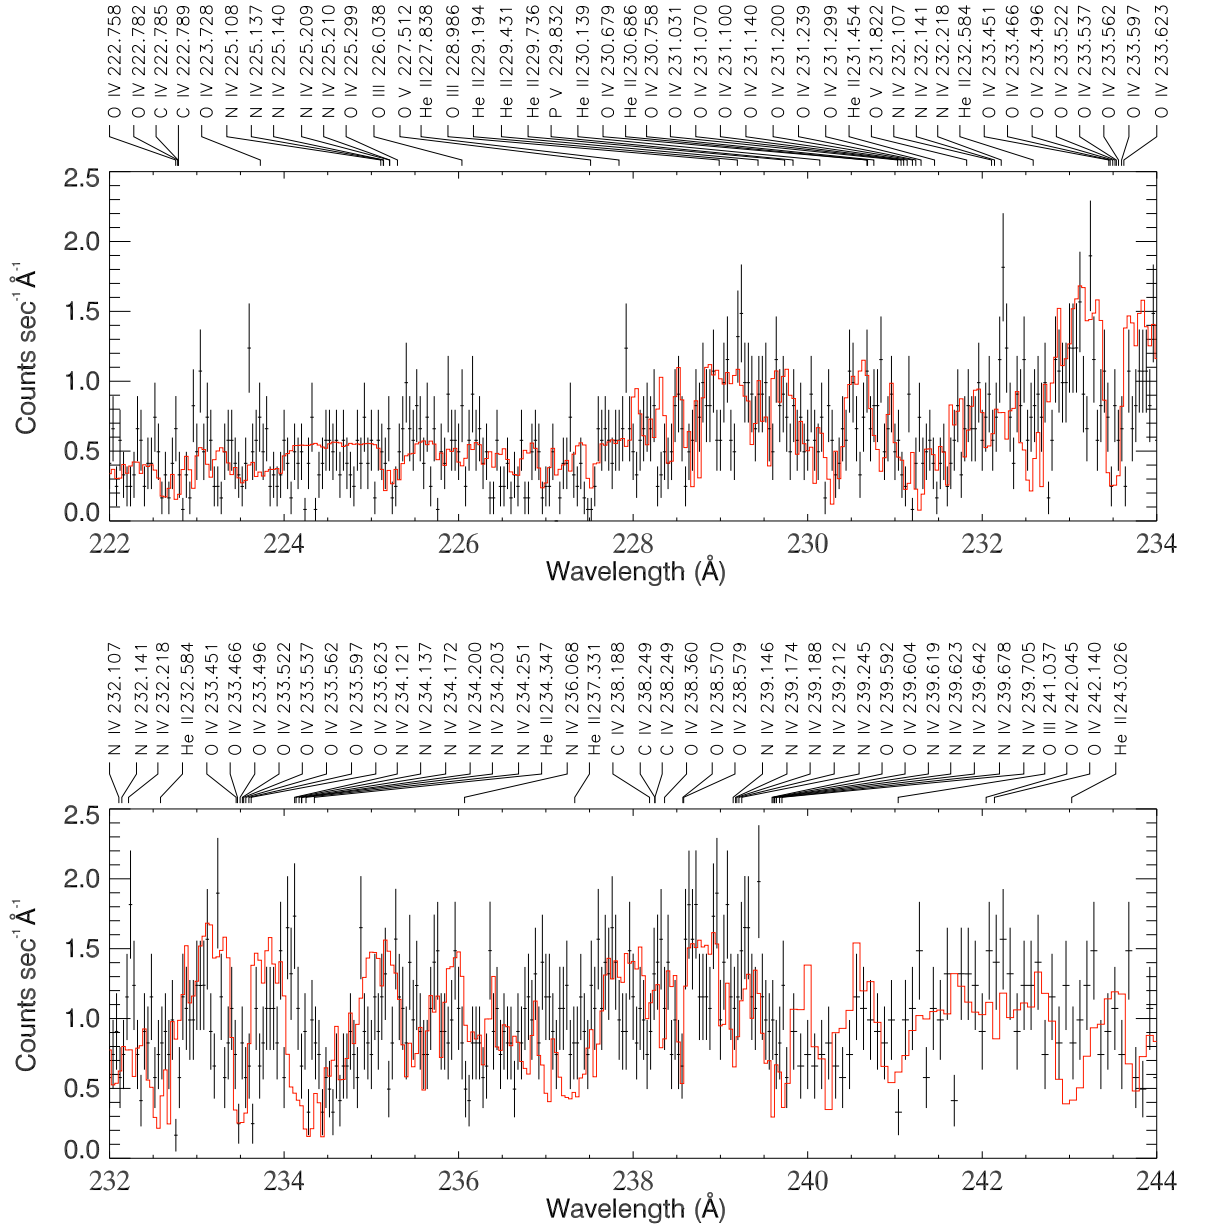 O IV 222.758
O IV 222.782
C IV 222.785
C IV 222.789
O IV 223.728
N IV 225.108
N IV 225.137
N IV 225.140
N IV 225.209
N IV 225.210
O IV 225.299
O III 226.038
O V 227.512
He II 227.838
O III 228.986
He II 229.194
He II 229.431
He II 229.736
P V 229.832
He II 230.139
O IV 230.679
He II 230.686
O IV 230.758
O IV 231.031
O IV 231.070
O IV 231.100
O IV 231.140
O IV 231.200
O IV 231.239
O IV 231.299
He II 231.454
O V 231.822
N IV 232.107
N IV 232.141
N IV 232.218
He II 232.584
O IV 233.451
O IV 233.466
O IV 233.496
O IV 233.522
O IV 233.537
O IV 233.562
O IV 233.597
O IV 233.623
2.5
2.0
1.5
1.0
0.5
0.0
Counts sec⁻¹ Å⁻¹
222 224 226 228 230 232 234
Wavelength (Å)
N IV 232.107
N IV 232.141
N IV 232.218
He II 232.584
O IV 233.451
O IV 233.466
O IV 233.496
O IV 233.522
O IV 233.537
O IV 233.562
O IV 233.597
O IV 233.623
N IV 234.121
N IV 234.137
N IV 234.172
N IV 234.200
N IV 234.203
N IV 234.251
He II 234.347
N IV 236.068
He II 237.331
C IV 238.188
C IV 238.249
C IV 238.249
O IV 238.360
O IV 238.570
O IV 238.579
N IV 239.146
N IV 239.174
N IV 239.188
N IV 239.212
N IV 239.245
O IV 239.592
O IV 239.604
N IV 239.619
N IV 239.623
N IV 239.642
N IV 239.678
N IV 239.705
O III 241.037
O IV 242.045
O IV 242.140
He II 243.026
2.5
2.0
1.5
1.0
0.5
0.0
Counts sec⁻¹ Å⁻¹
232 234 236 238 240 242 244
Wavelength (Å)